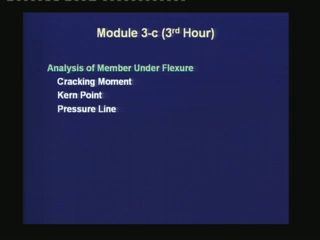 Module 3-c (3rd Hour)
Analysis of Member Under Flexure
Cracking Moment
Kern Point
Pressure Line